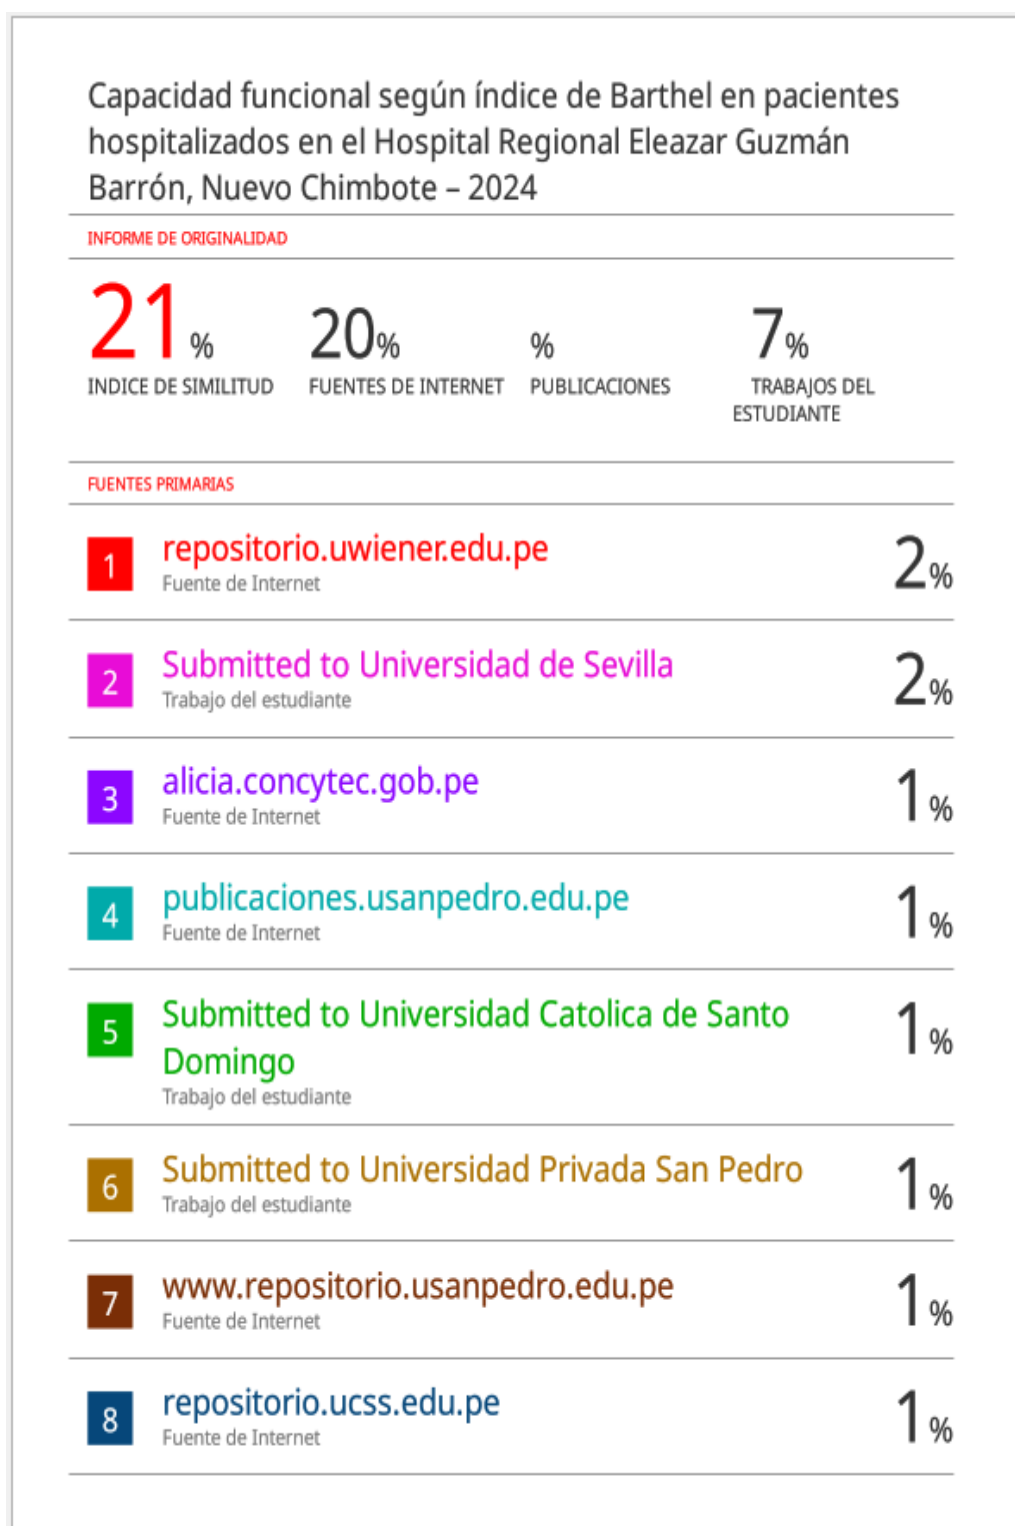 Capacidad funcional según índice de Barthel en pacientes
hospitalizados en el Hospital Regional Eleazar Guzmán
Barrón, Nuevo Chimbote – 2024
INFORME DE ORIGINALIDAD
21% 20% % 7%
INDICE DE SIMILITUD FUENTES DE INTERNET PUBLICACIONES TRABAJOS DEL
ESTUDIANTE
FUENTES PRIMARIAS
1 repositorio.uwiener.edu.pe 2%
Fuente de Internet
2 Submitted to Universidad de Sevilla 2%
Trabajo del estudiante
3 alicia.concytec.gob.pe 1%
Fuente de Internet
4 publicaciones.usanpedro.edu.pe 1%
Fuente de Internet
5 Submitted to Universidad Catolica de Santo 1%
Domingo
Trabajo del estudiante
6 Submitted to Universidad Privada San Pedro 1%
Trabajo del estudiante
7 www.repositorio.usanpedro.edu.pe 1%
Fuente de Internet
8 repositorio.ucss.edu.pe 1%
Fuente de Internet